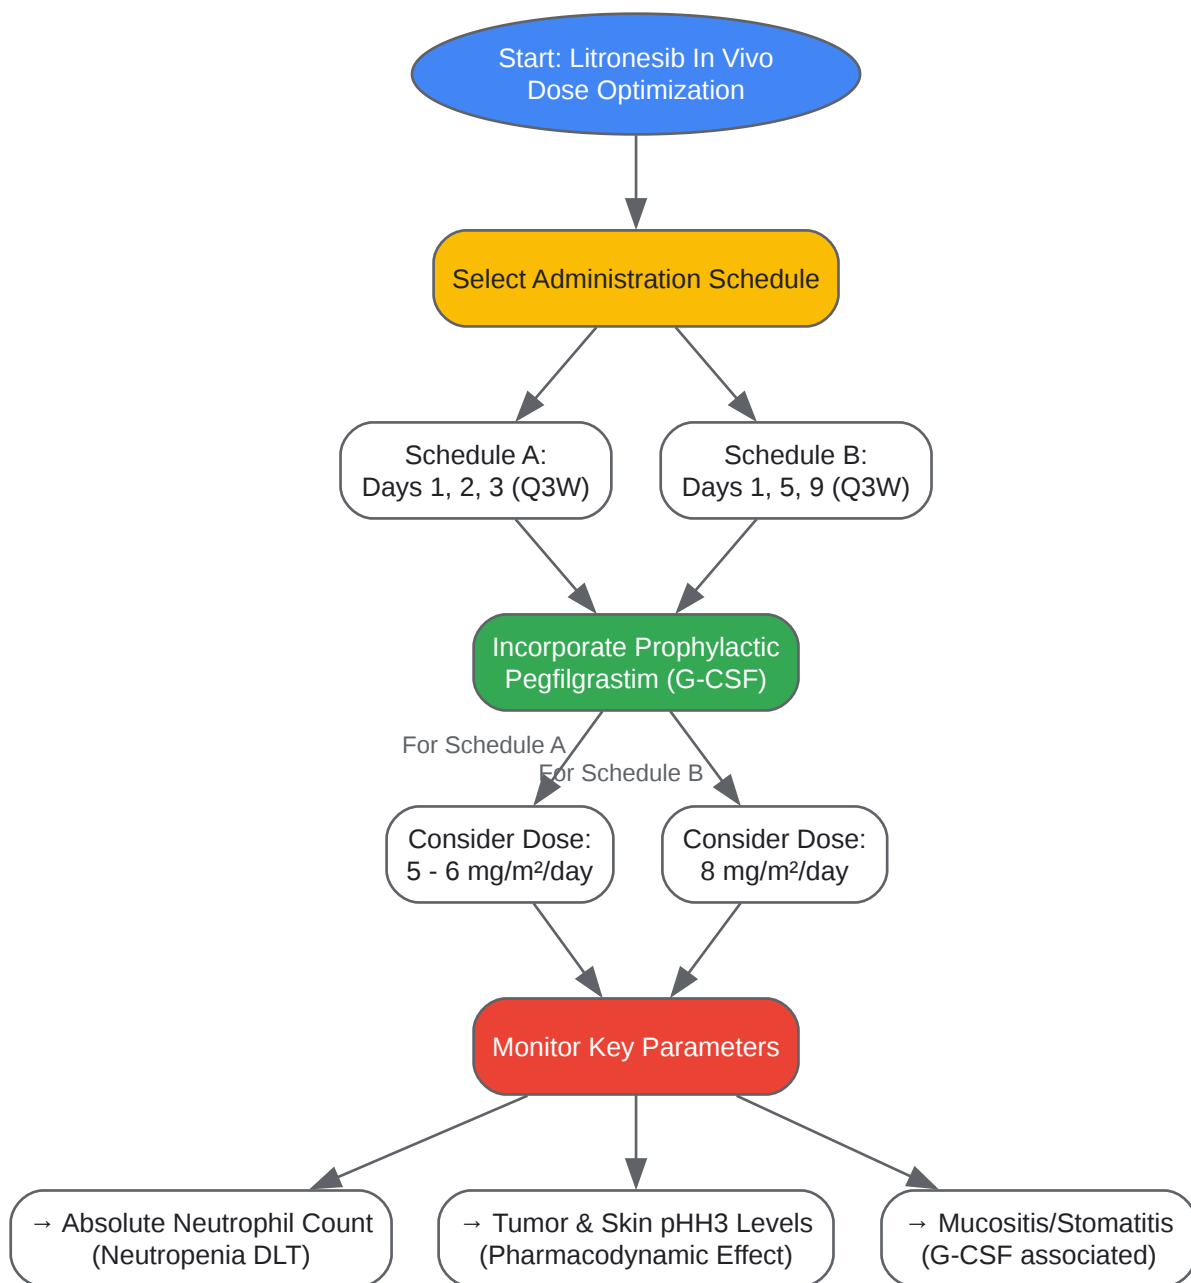 Start: Litronesib In Vivo
Dose Optimization
Select Administration Schedule
Schedule A:
Days 1, 2, 3 (Q3W)
Schedule B:
Days 1, 5, 9 (Q3W)
Incorporate Prophylactic
Pegfilgrastim (G-CSF)
For Schedule A
For Schedule B
Consider Dose:
5 - 6 mg/m²/day
Consider Dose:
8 mg/m²/day
Monitor Key Parameters
→ Absolute Neutrophil Count
(Neutropenia DLT)
→ Tumor & Skin pHH3 Levels
(Pharmacodynamic Effect)
→ Mucositis/Stomatitis
(G-CSF associated)